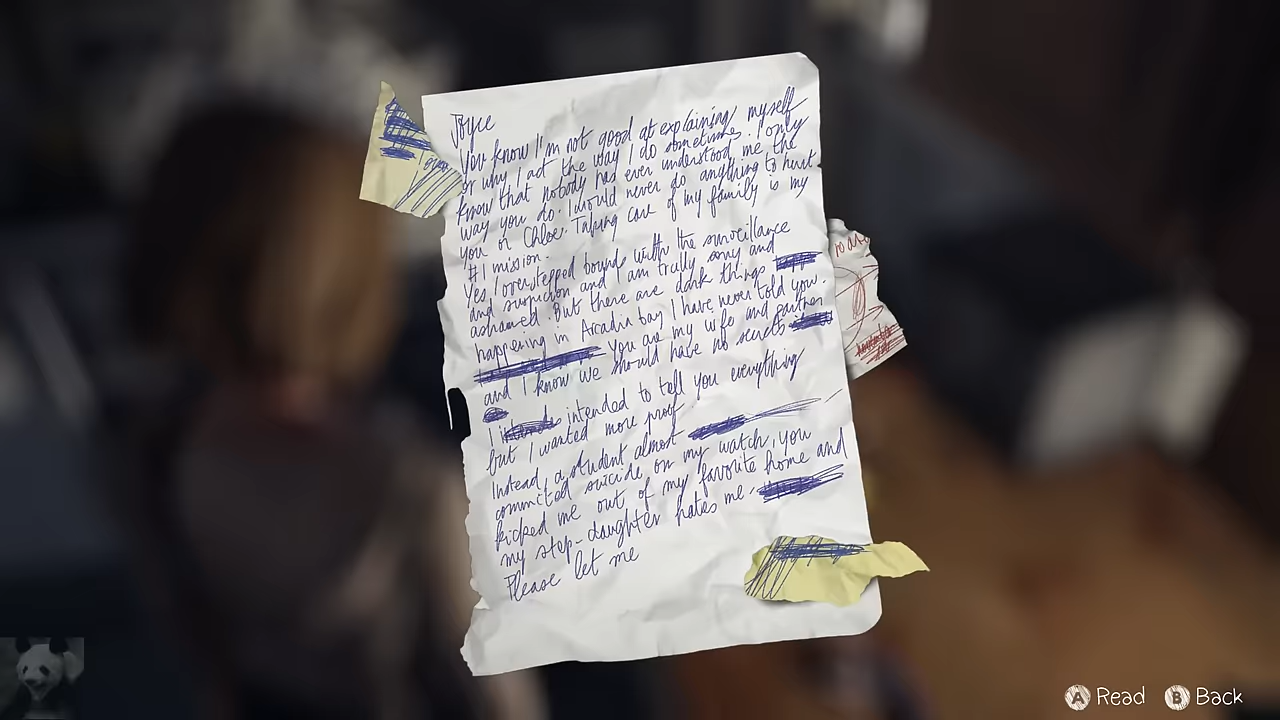 Joyce
You know I'm not good at explaining myself
or why I act the way I do sometimes. I only
know that nobody had ever understood me the
way you do. I would never do anything to hurt
you or Chloe. Taking care of my family is my
#1 mission.
Yes I overstepped bounds with the surveillance
and suspicion and I am trully sorry and
ashamed. But there are dark things
happening in Arcadia bay I have never told you.
You are my wife and partner
and I know we should have no secrets
I intended to tell you everything
but I wanted more proof
Instead, a student almost
committed suicide on my watch, you
kicked me out of my favorite home and
my step-daughter hates me.
Please let me
A Read B Back